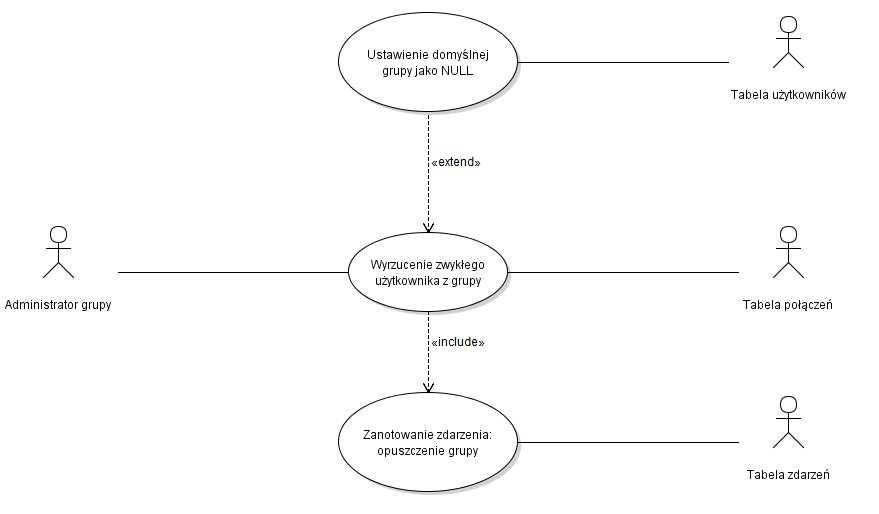 Ustawienie domyślnej
grupy jako NULL
Tabela użytkowników
«extend»
Wyrzucenie zwykłego
użytkownika z grupy
Administrator grupy
Tabela połączeń
«include»
Zanotowanie zdarzenia:
opuszczenie grupy
Tabela zdarzeń